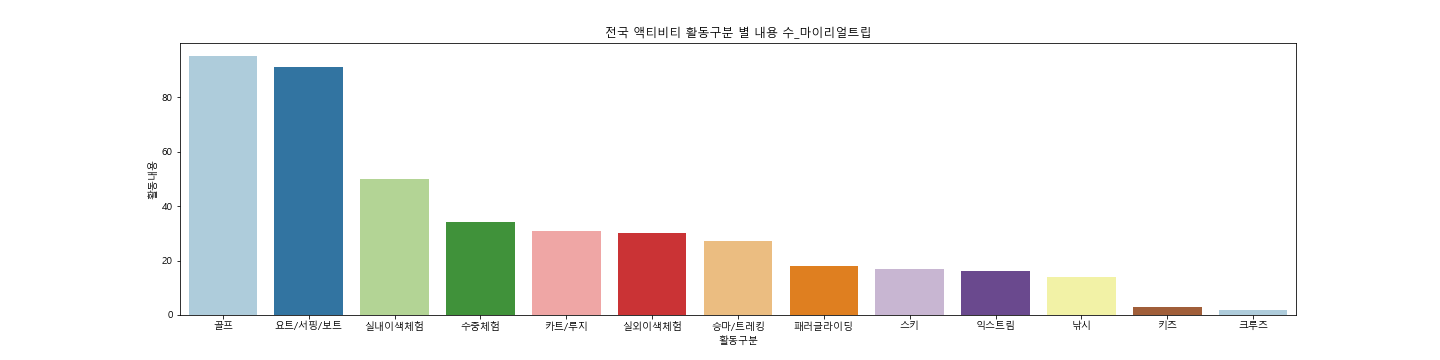 전국 액티비티 활동구분 별 내용 수_마이리얼트립
활동내용
80
60
40
20
0
골프 요트/서핑/보트 실내이색체험 수중체험 카트/루지 실외이색체험 승마/트레킹 패러글라이딩 스키 익스트림 낚시 키즈 크루즈
활동구분